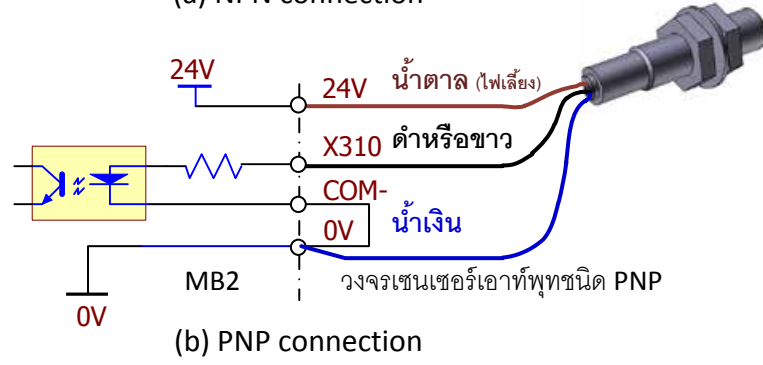 (a) NPN connection
24V
24V น้ำตาล (ไฟเลี้ยง)
X310 ดำหรือขาว
COM-
0V น้ำเงิน
MB2 วงจรเซนเซอร์เอาท์พุทชนิด PNP
0V
(b) PNP connection